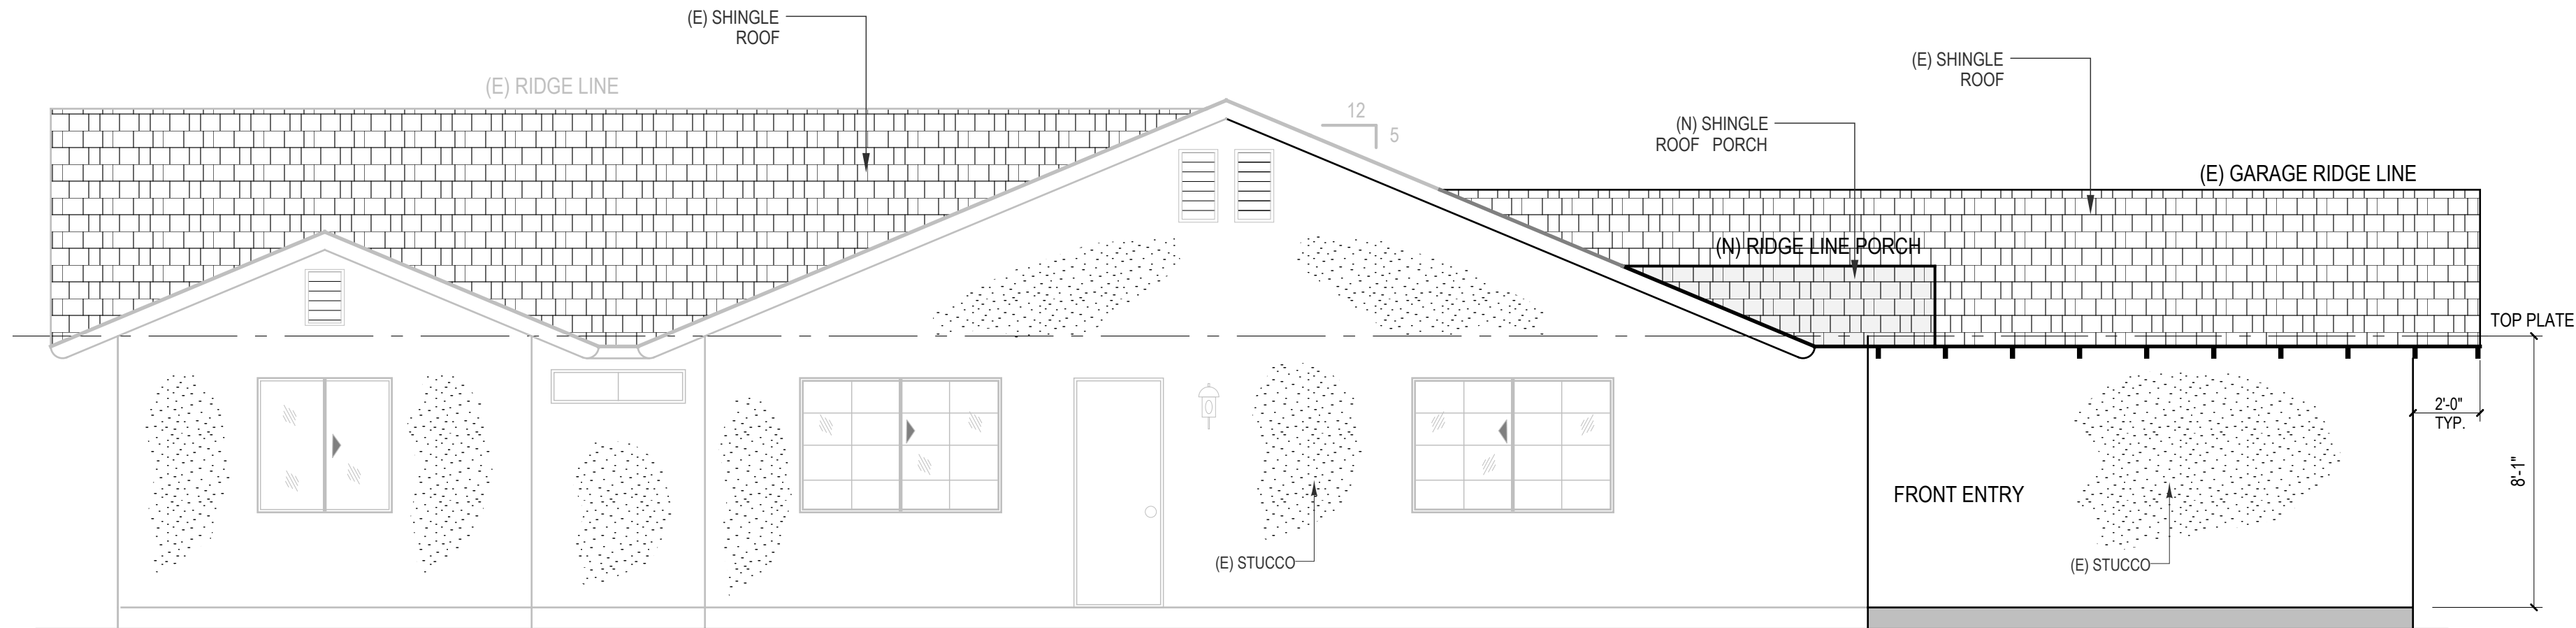 (E) SHINGLE
ROOF
(E) RIDGE LINE
12
5
(E) SHINGLE
ROOF
(N) SHINGLE
ROOF PORCH
(E) GARAGE RIDGE LINE
(N) RIDGE LINE PORCH
TOP PLATE
2'-0"
TYP.
8'-1"
FRONT ENTRY
(E) STUCCO
(E) STUCCO